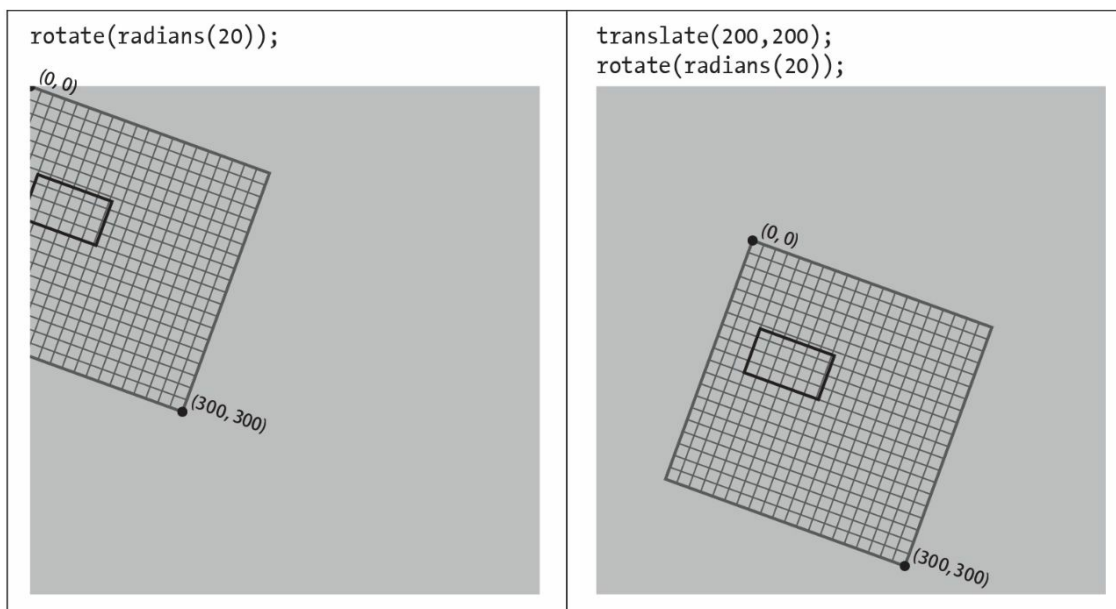 rotate(radians(20));
(0, 0)
(300, 300)
translate(200,200);
rotate(radians(20));
(0, 0)
(300,300)